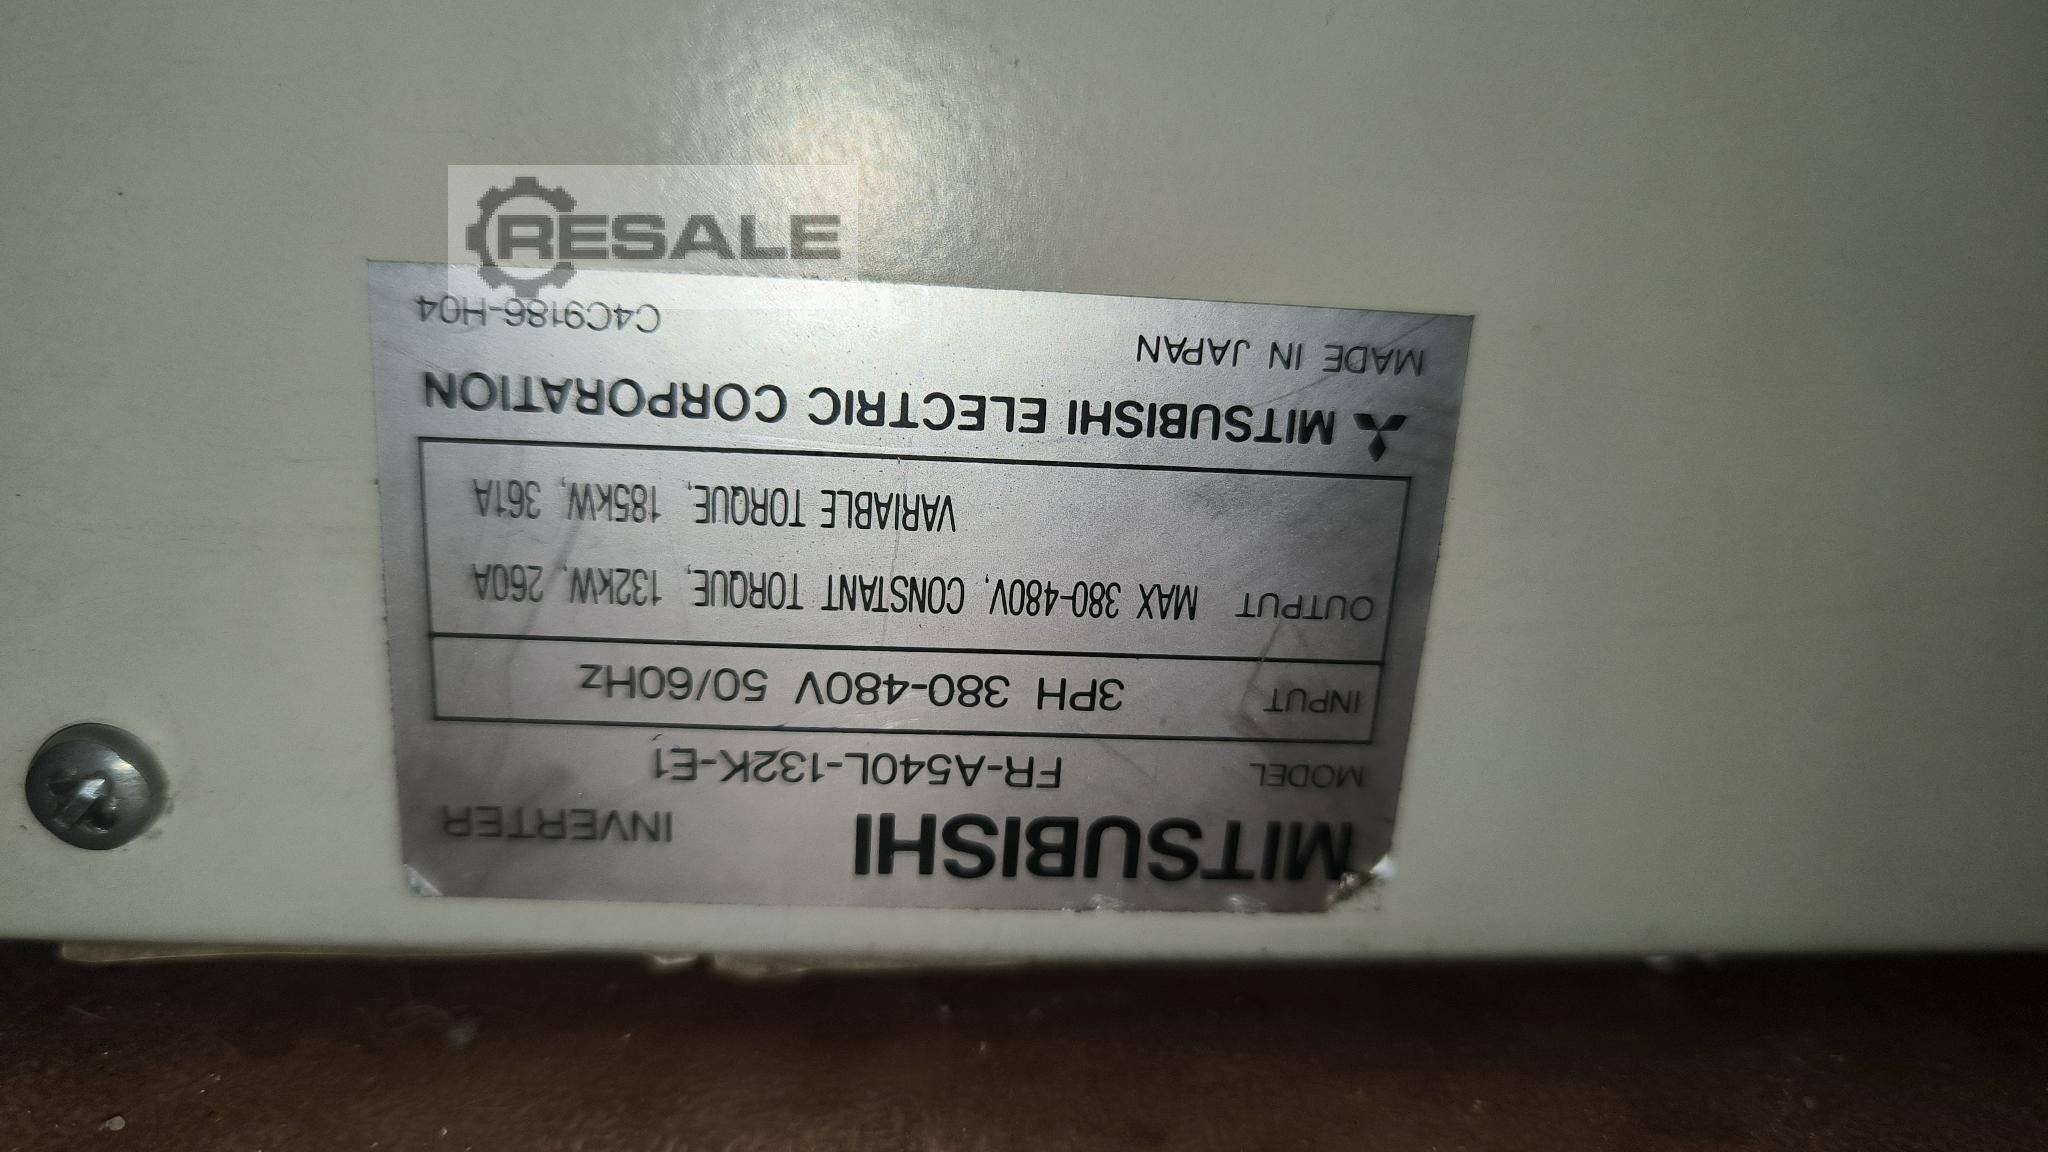 RESALE
MITSUBISHI INVERTER
MODEL FR-A540L-132K-E1
INPUT 3PH 380-480V 50/60Hz
OUTPUT MAX 380-480V, CONSTANT TORQUE, 132kW, 260A
VARIABLE TORQUE, 185kW, 361A
MITSUBISHI ELECTRIC CORPORATION
MADE IN JAPAN C4C9186-H04